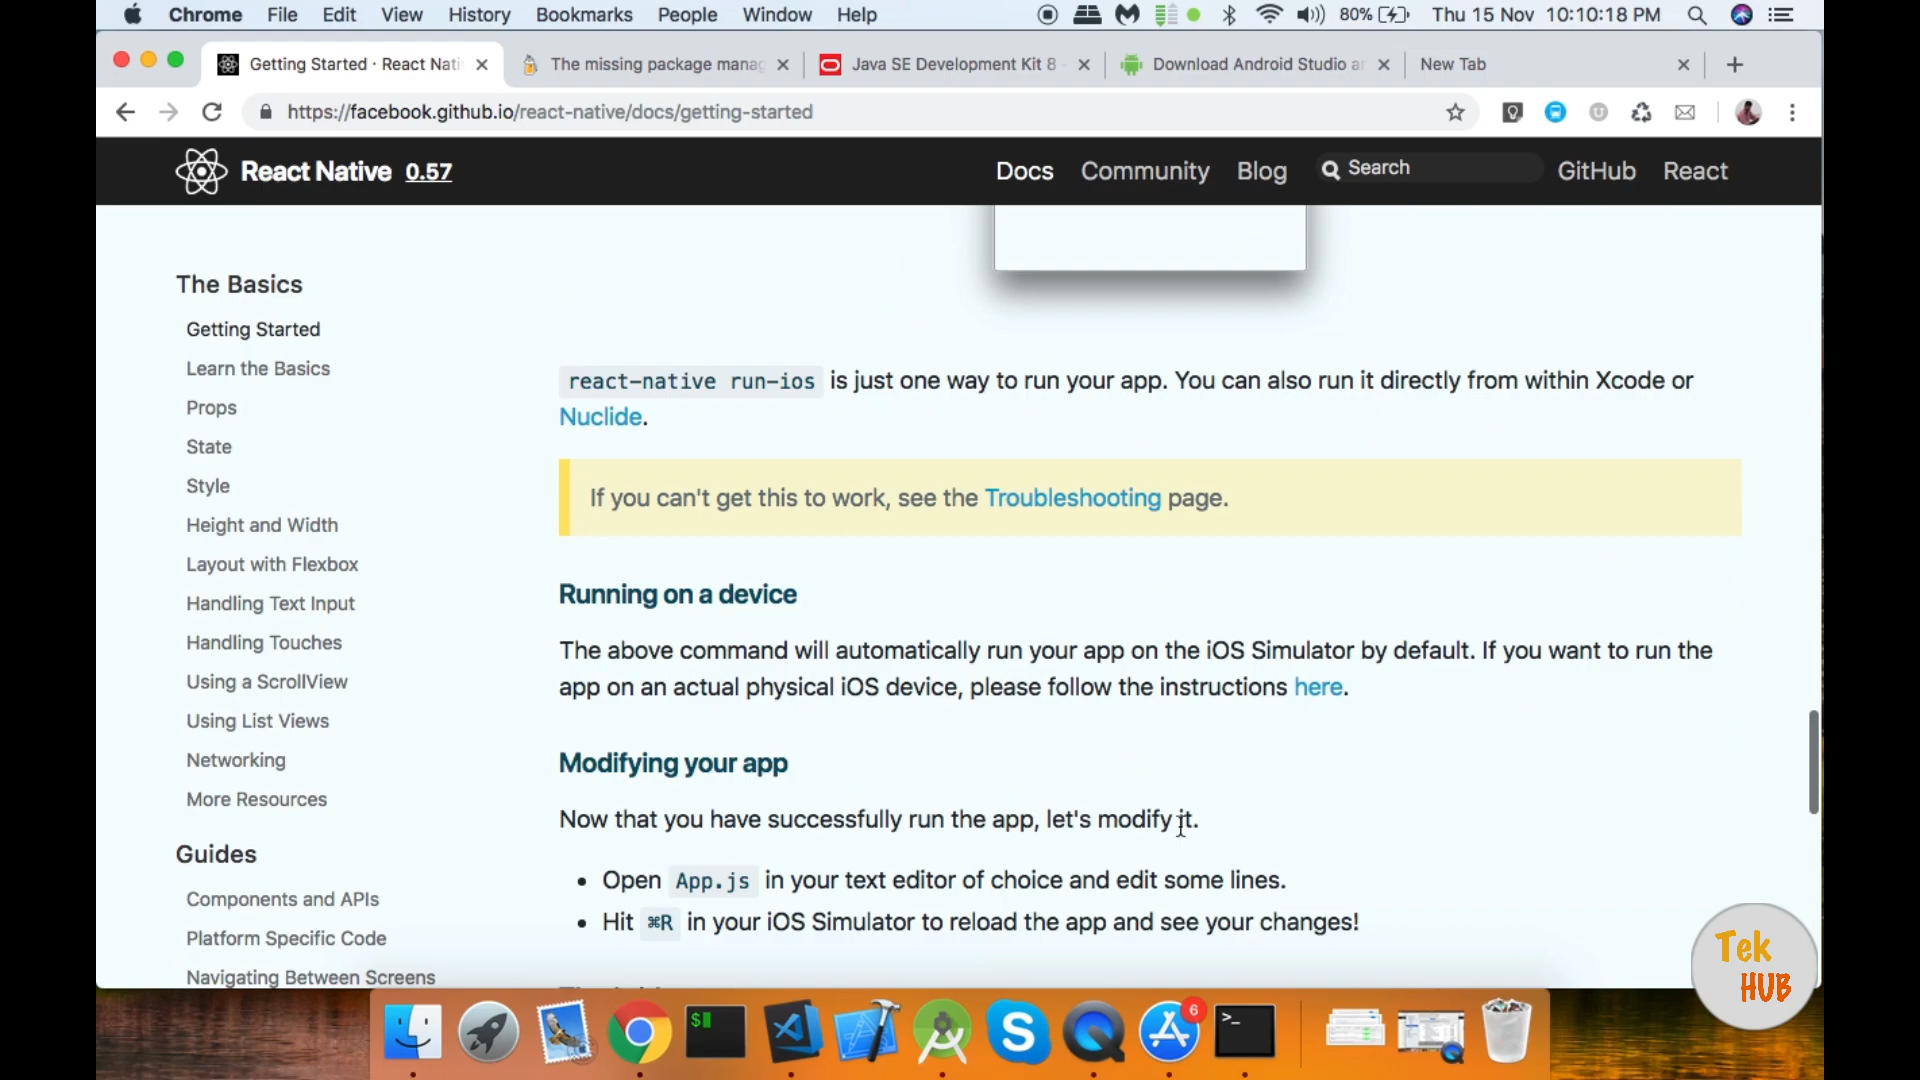 Chrome File Edit View History Bookmarks People Window Help 80% Thu 15 Nov 10:10:18 PM
Getting Started · React Nati
The missing package manag
Java SE Development Kit 8 -
Download Android Studio an
New Tab
https://facebook.github.io/react-native/docs/getting-started
React Native 0.57 Docs Community Blog Search GitHub React
The Basics
Getting Started
Learn the Basics
Props
State
Style
Height and Width
Layout with Flexbox
Handling Text Input
Handling Touches
Using a ScrollView
Using List Views
Networking
More Resources
Guides
Components and APIs
Platform Specific Code
Navigating Between Screens
react-native run-ios is just one way to run your app. You can also run it directly from within Xcode or
Nuclide.
If you can't get this to work, see the Troubleshooting page.
Running on a device
The above command will automatically run your app on the iOS Simulator by default. If you want to run the
app on an actual physical iOS device, please follow the instructions here.
Modifying your app
Now that you have successfully run the app, let's modify it.
• Open App.js in your text editor of choice and edit some lines.
• Hit ⌘R in your iOS Simulator to reload the app and see your changes!
Tek
HUB
6